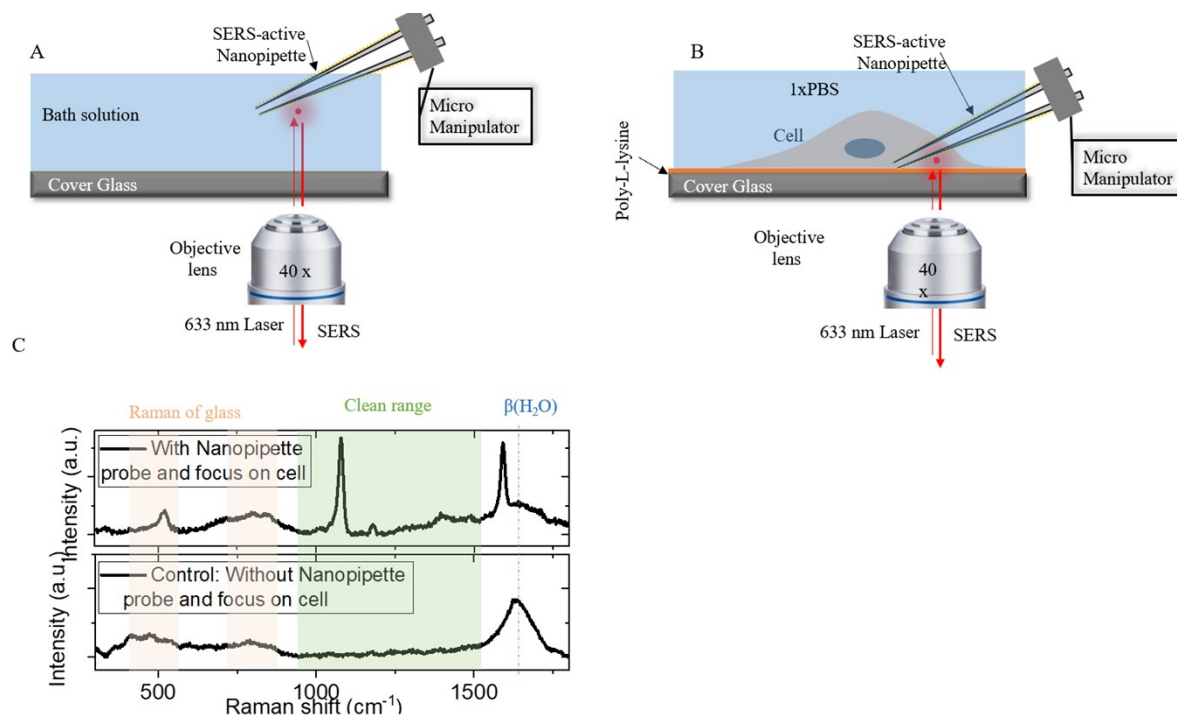 A
SERS-active
Nanopipette
Bath solution
Micro
Manipulator
Cover Glass
Objective
lens
40 x
633 nm Laser
SERS
B
SERS-active
Nanopipette
1xPBS
Cell
Poly-L-lysine
Micro
Manipulator
Cover Glass
Objective
lens
40
x
633 nm Laser
SERS
C
Raman of glass
Clean range
β(H₂O)
Intensity (a.u.)
With Nanopipette
probe and focus on cell
Intensity (a.u.)
Control: Without Nanopipette
probe and focus on cell
500
1000
1500
Raman shift (cm⁻¹)